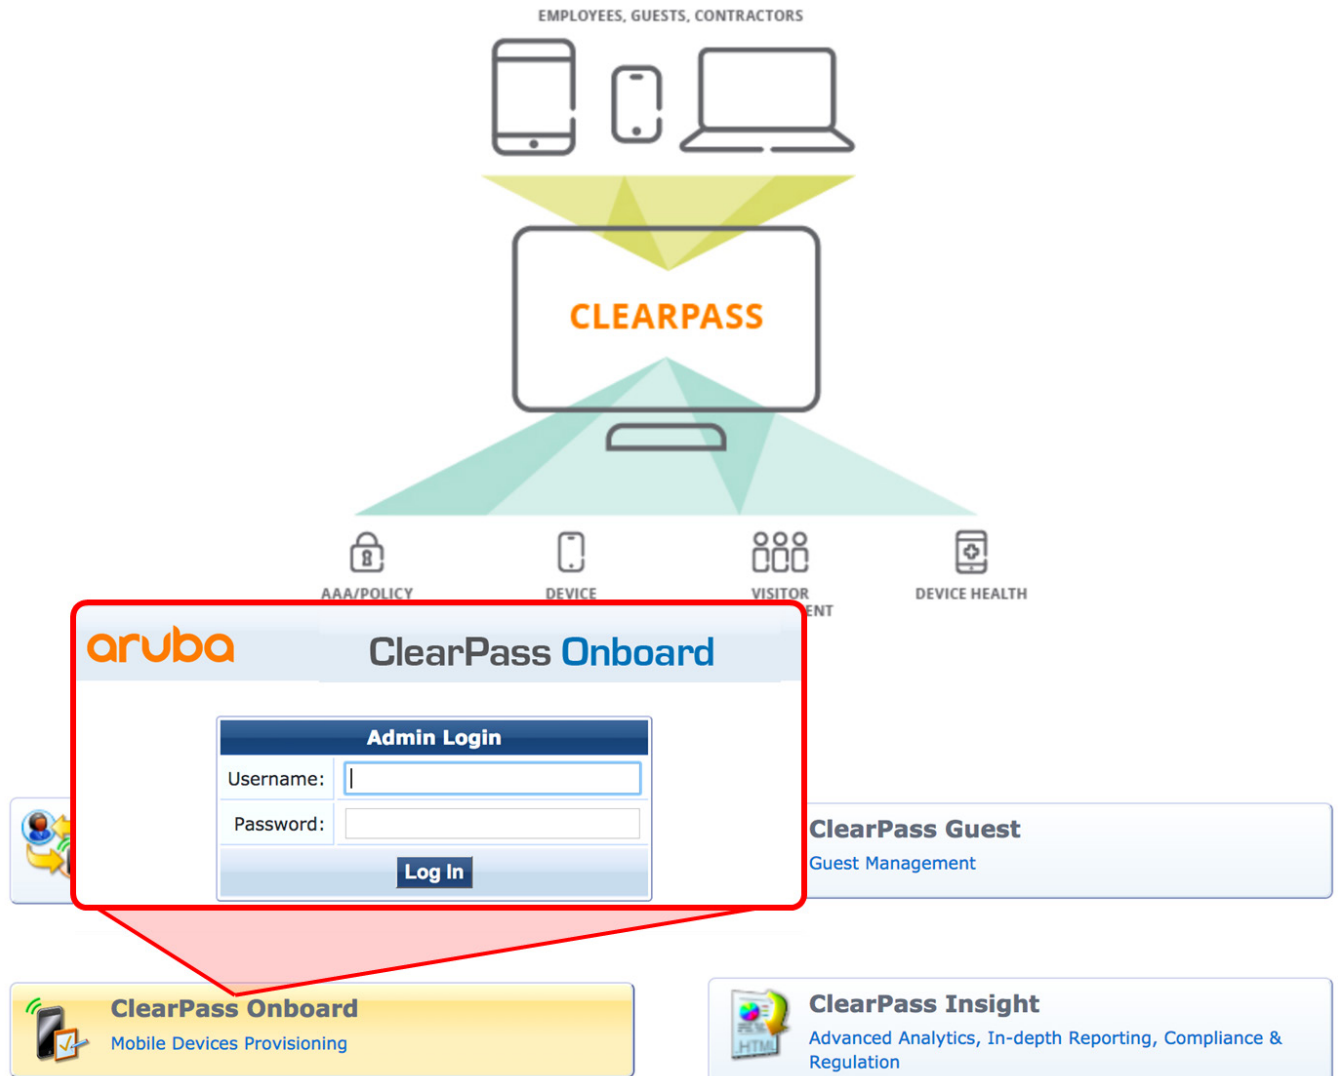 EMPLOYEES, GUESTS, CONTRACTORS
CLEARPASS
AAA/POLICY
DEVICE
VISITOR
DEVICE HEALTH
aruba
ClearPass Onboard
Admin Login
Username:
Password:
Log In
ClearPass Guest
Guest Management
ClearPass Onboard
Mobile Devices Provisioning
HTML
ClearPass Insight
Advanced Analytics, In-depth Reporting, Compliance &
Regulation